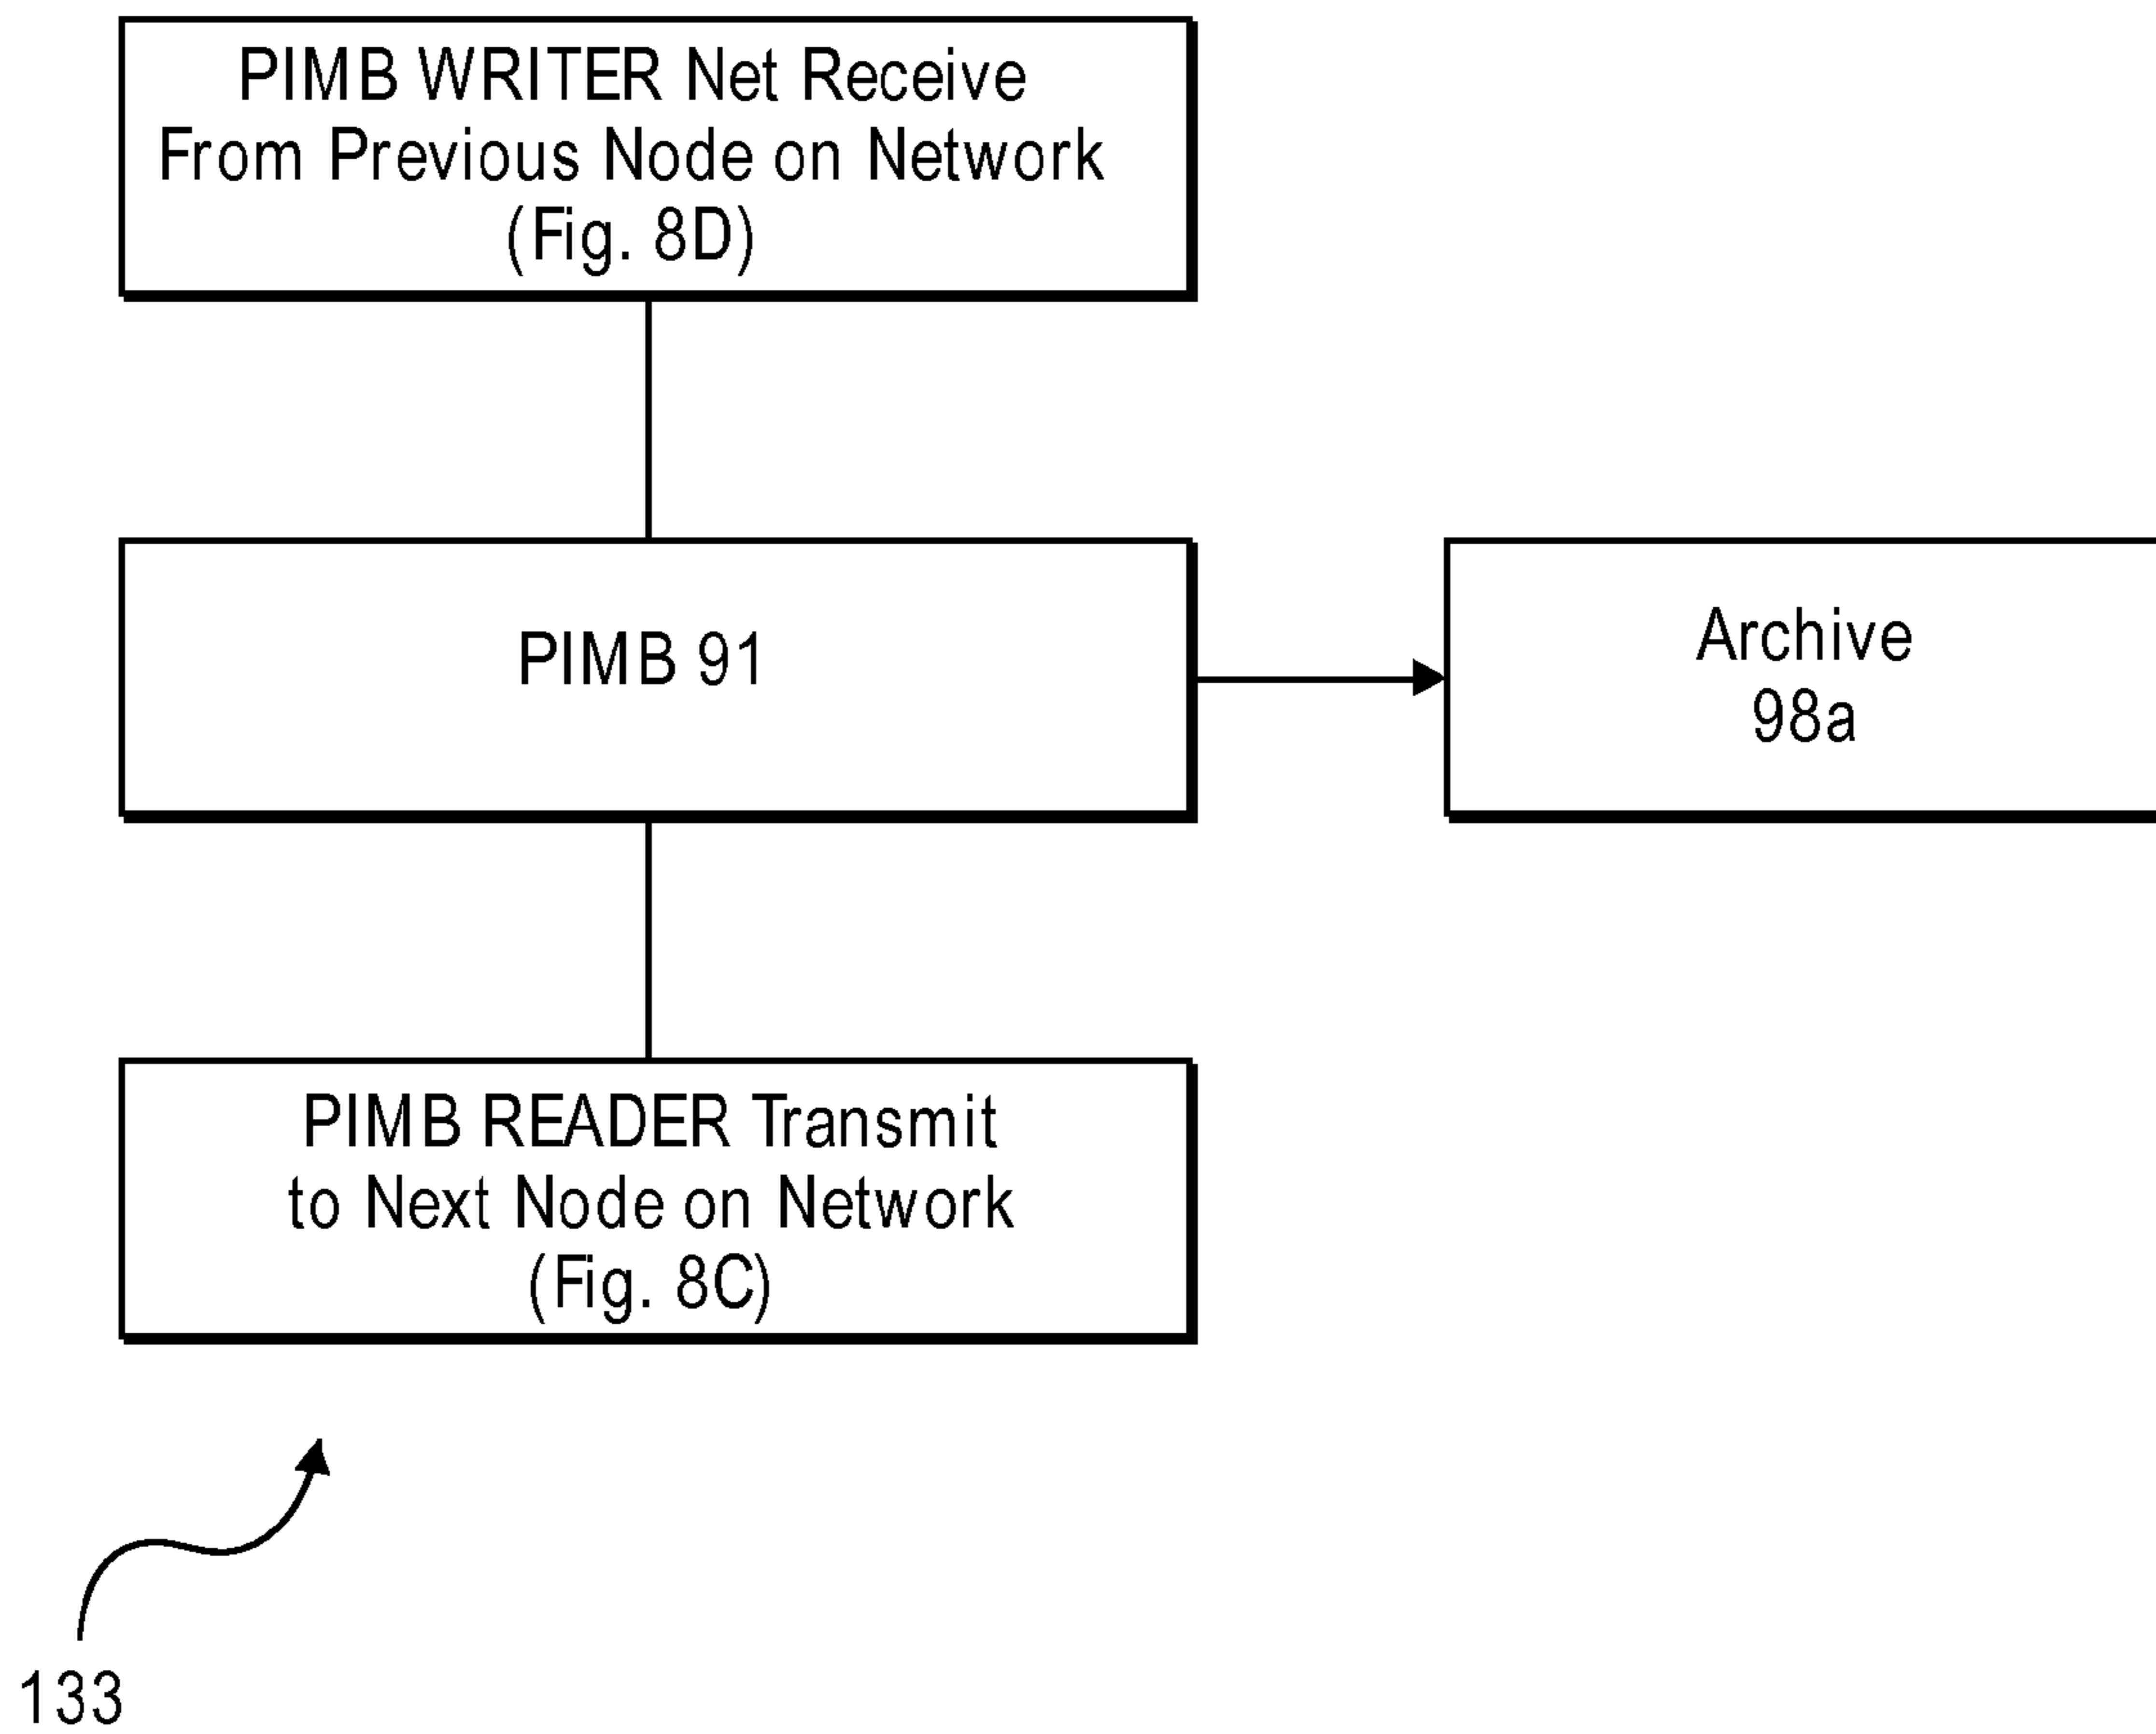 PIMB WRITER Net Receive
From Previous Node on Network
(Fig. 8D)
PIMB 91
Archive
98a
PIMB READER Transmit
to Next Node on Network
(Fig. 8C)
133